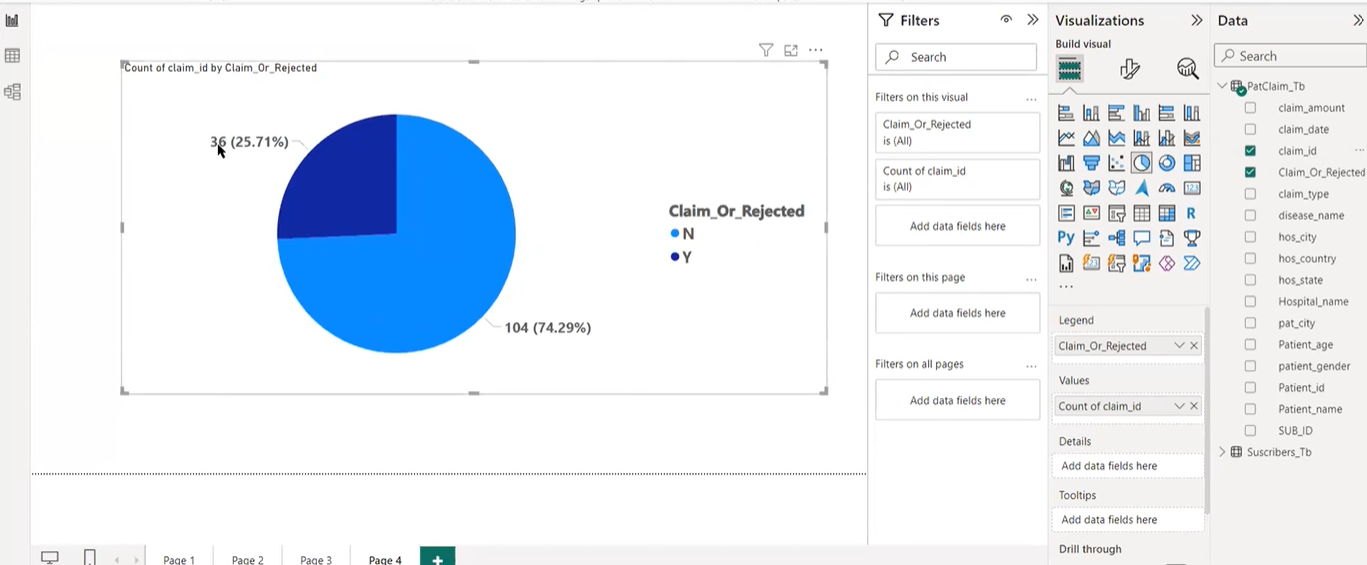 Count of claim_id by Claim_Or_Rejected
36 (25.71%)
104 (74.29%)
Claim_Or_Rejected
N
Y
Page 1
Page 2
Page 3
Page 4
+
Filters
Search
Filters on this visual
...
Claim_Or_Rejected
is (All)
Count of claim_id
is (All)
Add data fields here
Filters on this page
...
Add data fields here
Filters on all pages
...
Add data fields here
Visualizations
Build visual
123
R
Py
...
Legend
Claim_Or_Rejected
Values
Count of claim_id
Details
Add data fields here
Tooltips
Add data fields here
Drill through
Data
Search
PatClaim_Tb
claim_amount
claim_date
claim_id
...
Claim_Or_Rejected
claim_type
disease_name
hos_city
hos_country
hos_state
Hospital_name
pat_city
Patient_age
patient_gender
Patient_id
Patient_name
SUB_ID
Suscribers_Tb